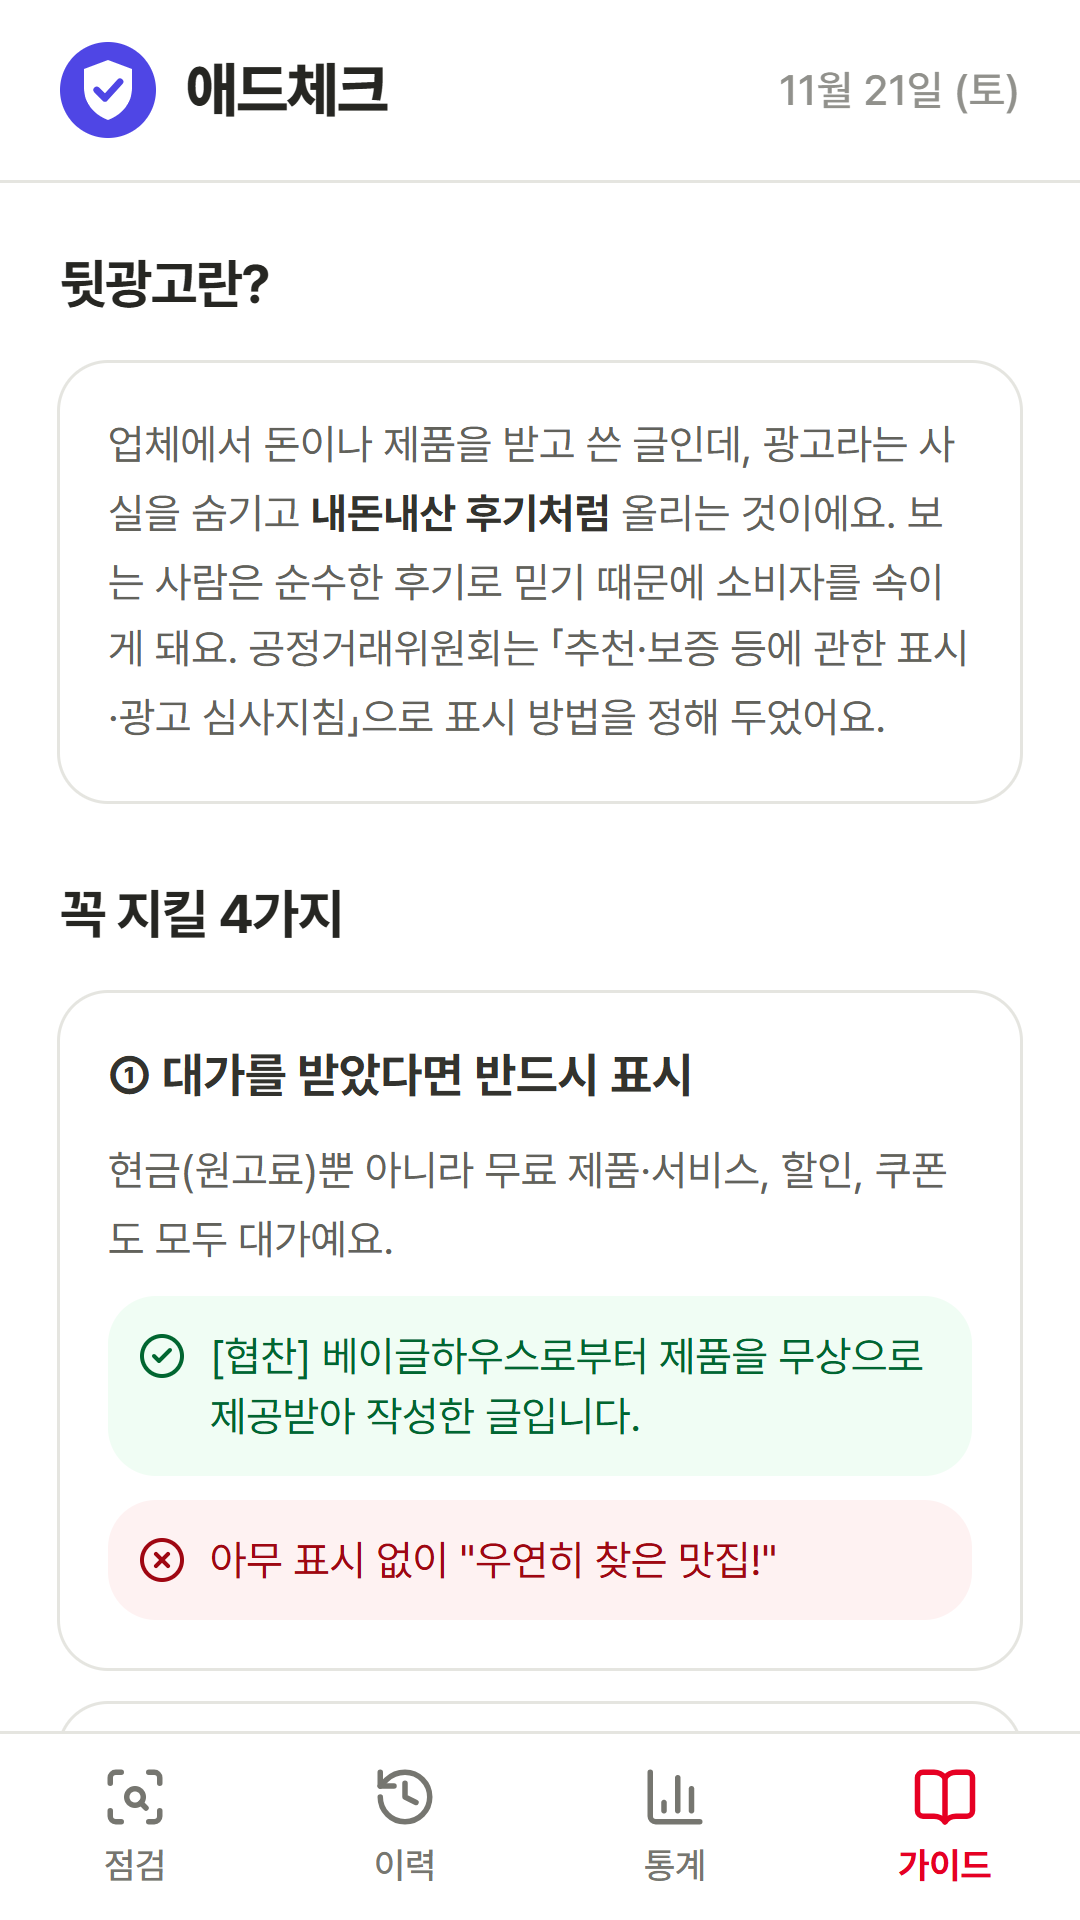 애드체크
11월 21일 (토)
뒷광고란?
업체에서 돈이나 제품을 받고 쓴 글인데, 광고라는 사
실을 숨기고 내돈내산 후기처럼 올리는 것이에요. 보
는 사람은 순수한 후기로 믿기 때문에 소비자를 속이
게 돼요. 공정거래위원회는 「추천·보증 등에 관한 표시
·광고 심사지침」으로 표시 방법을 정해 두었어요.
꼭 지킬 4가지
① 대가를 받았다면 반드시 표시
현금(원고료)뿐 아니라 무료 제품·서비스, 할인, 쿠폰
도 모두 대가예요.
[협찬] 베이글하우스로부터 제품을 무상으로
제공받아 작성한 글입니다.
아무 표시 없이 "우연히 찾은 맛집!"
점검
이력
통계
가이드